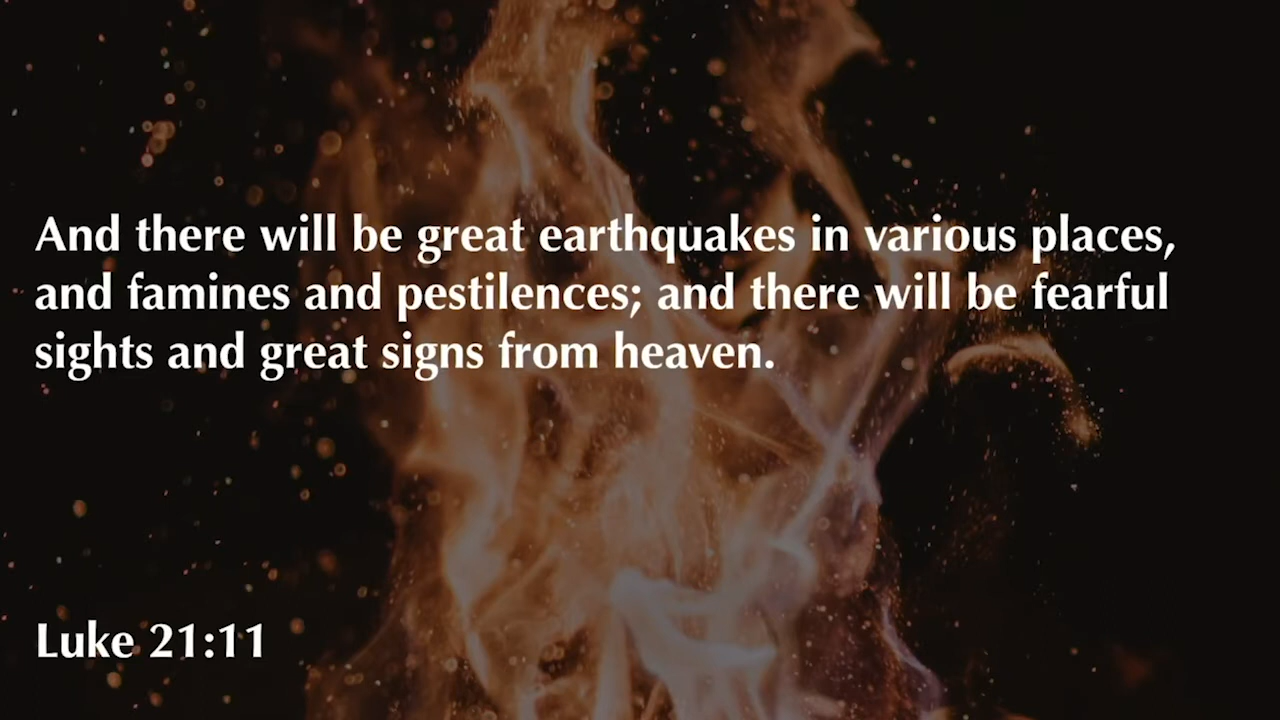 And there will be great earthquakes in various places,
and famines and pestilences; and there will be fearful
sights and great signs from heaven.
Luke 21:11